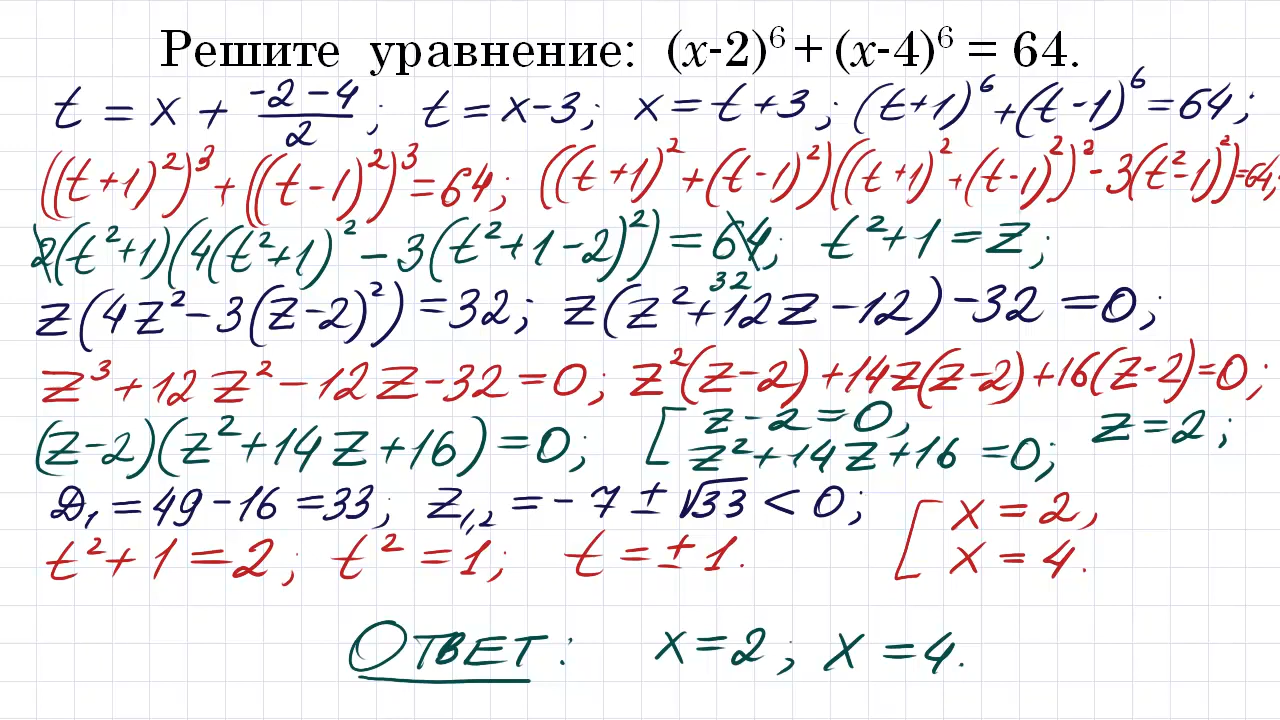 Решите уравнение: (x-2)⁶ + (x-4)⁶ = 64.
t = x + (-2-4)/2; t = x-3; x = t+3; (t+1)⁶+(t-1)⁶=64;
((t+1)²)³+((t-1)²)³=64; ((t+1)²+(t-1)²)((t+1)²+(t-1)²)²-3(t²-1)²)=64;
2(t²+1)(4(t²+1)²-3(t²+1-2)²)=64; t²+1=z;
32
z(4z²-3(z-2)²)=32; z(z²+12z-12)-32=0;
z³+12z²-12z-32=0; z²(z-2)+14z(z-2)+16(z-2)=0;
(z-2)(z²+14z+16)=0; [z-2=0, z²+14z+16=0; z=2;
Д₁=49-16=33; z₁,₂=-7±√33<0; [x=2,
t²+1=2; t²=1; t=±1. x=4.
Ответ: x=2; x=4.